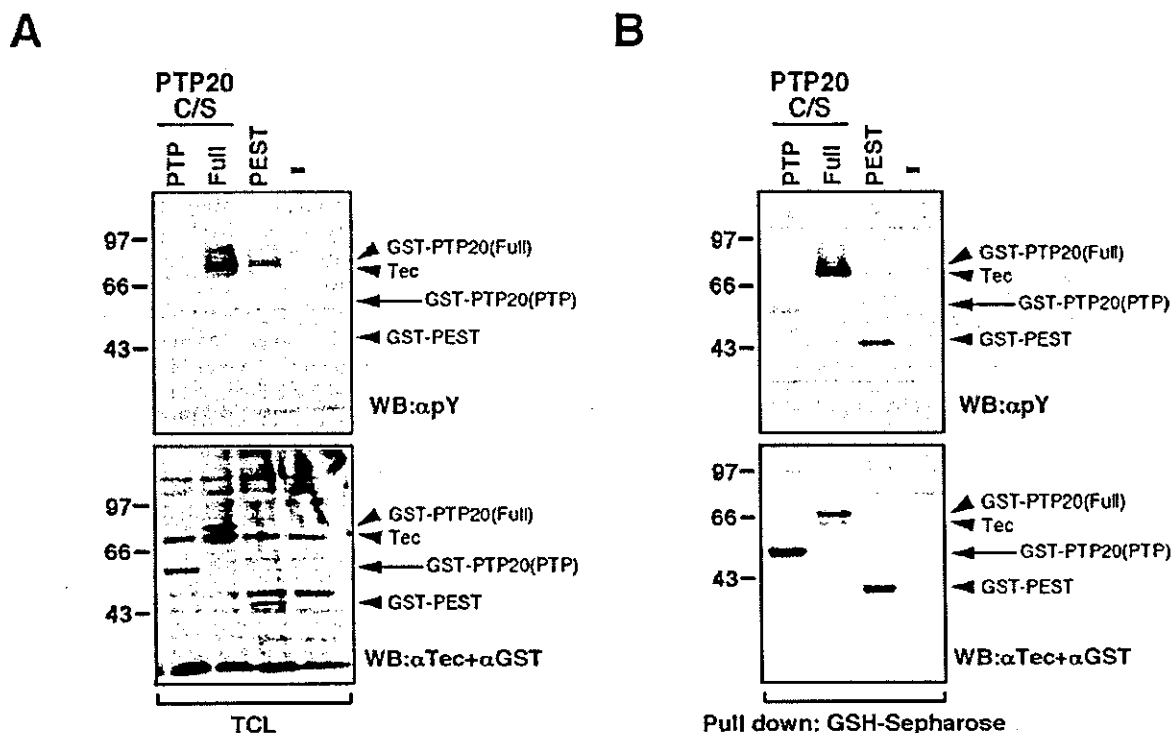 A
PTP20
C/S
PTP
Full
PEST
-
97
66
43
GST-PTP20(Full)
Tec
GST-PTP20(PTP)
GST-PEST
WB:αpY
97
66
43
GST-PTP20(Full)
Tec
GST-PTP20(PTP)
GST-PEST
WB:αTec+αGST
TCL
B
PTP20
C/S
PTP
Full
PEST
-
97
66
43
GST-PTP20(Full)
Tec
GST-PTP20(PTP)
GST-PEST
WB:αpY
97
66
43
GST-PTP20(Full)
Tec
GST-PTP20(PTP)
GST-PEST
WB:αTec+αGST
Pull down: GSH-Sepharose